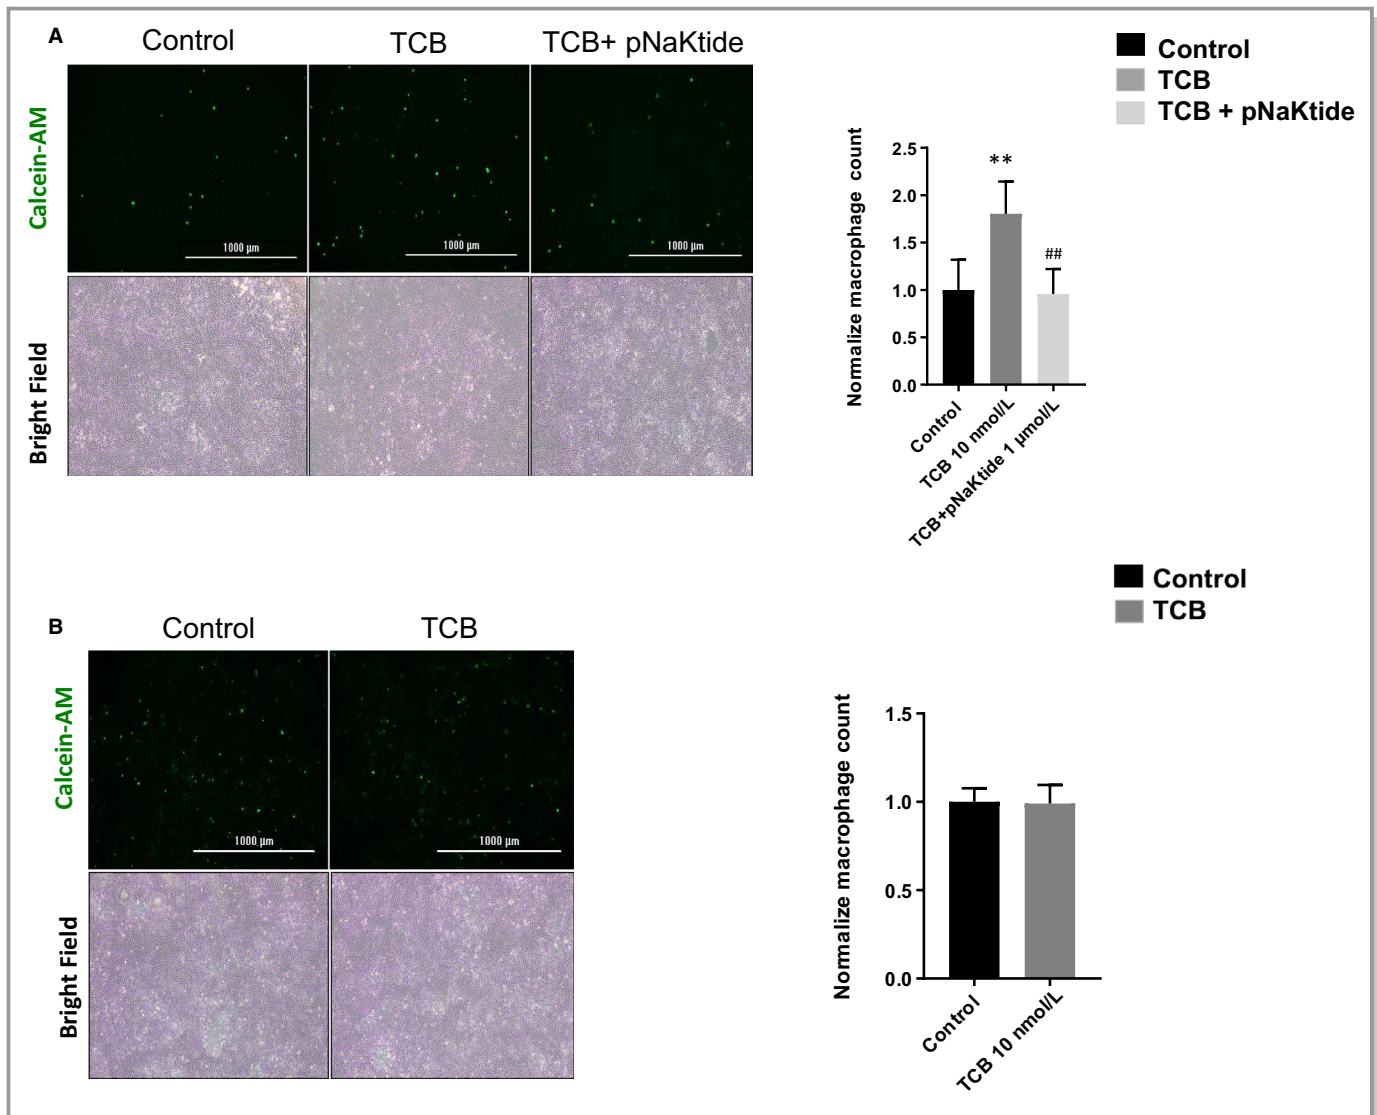 A
Control
TCB
TCB+ pNaKtide
Calcein-AM
1000 µm
1000 µm
1000 µm
Bright Field
Control
TCB
TCB + pNaKtide
Normalize macrophage count
2.5
2.0
1.5
1.0
0.5
0.0
**
##
Control
TCB 10 nmol/L
TCB+pNaKtide 1 µmol/L
B
Control
TCB
Calcein-AM
1000 µm
1000 µm
Bright Field
Control
TCB
Normalize macrophage count
1.5
1.0
0.5
0.0
Control
TCB 10 nmol/L